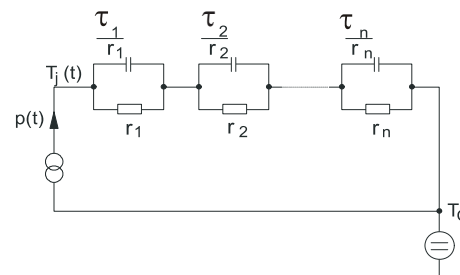 τ1/r1 τ2/r2 τn/rn
Tj (t)
p(t)
r1 r2 rn